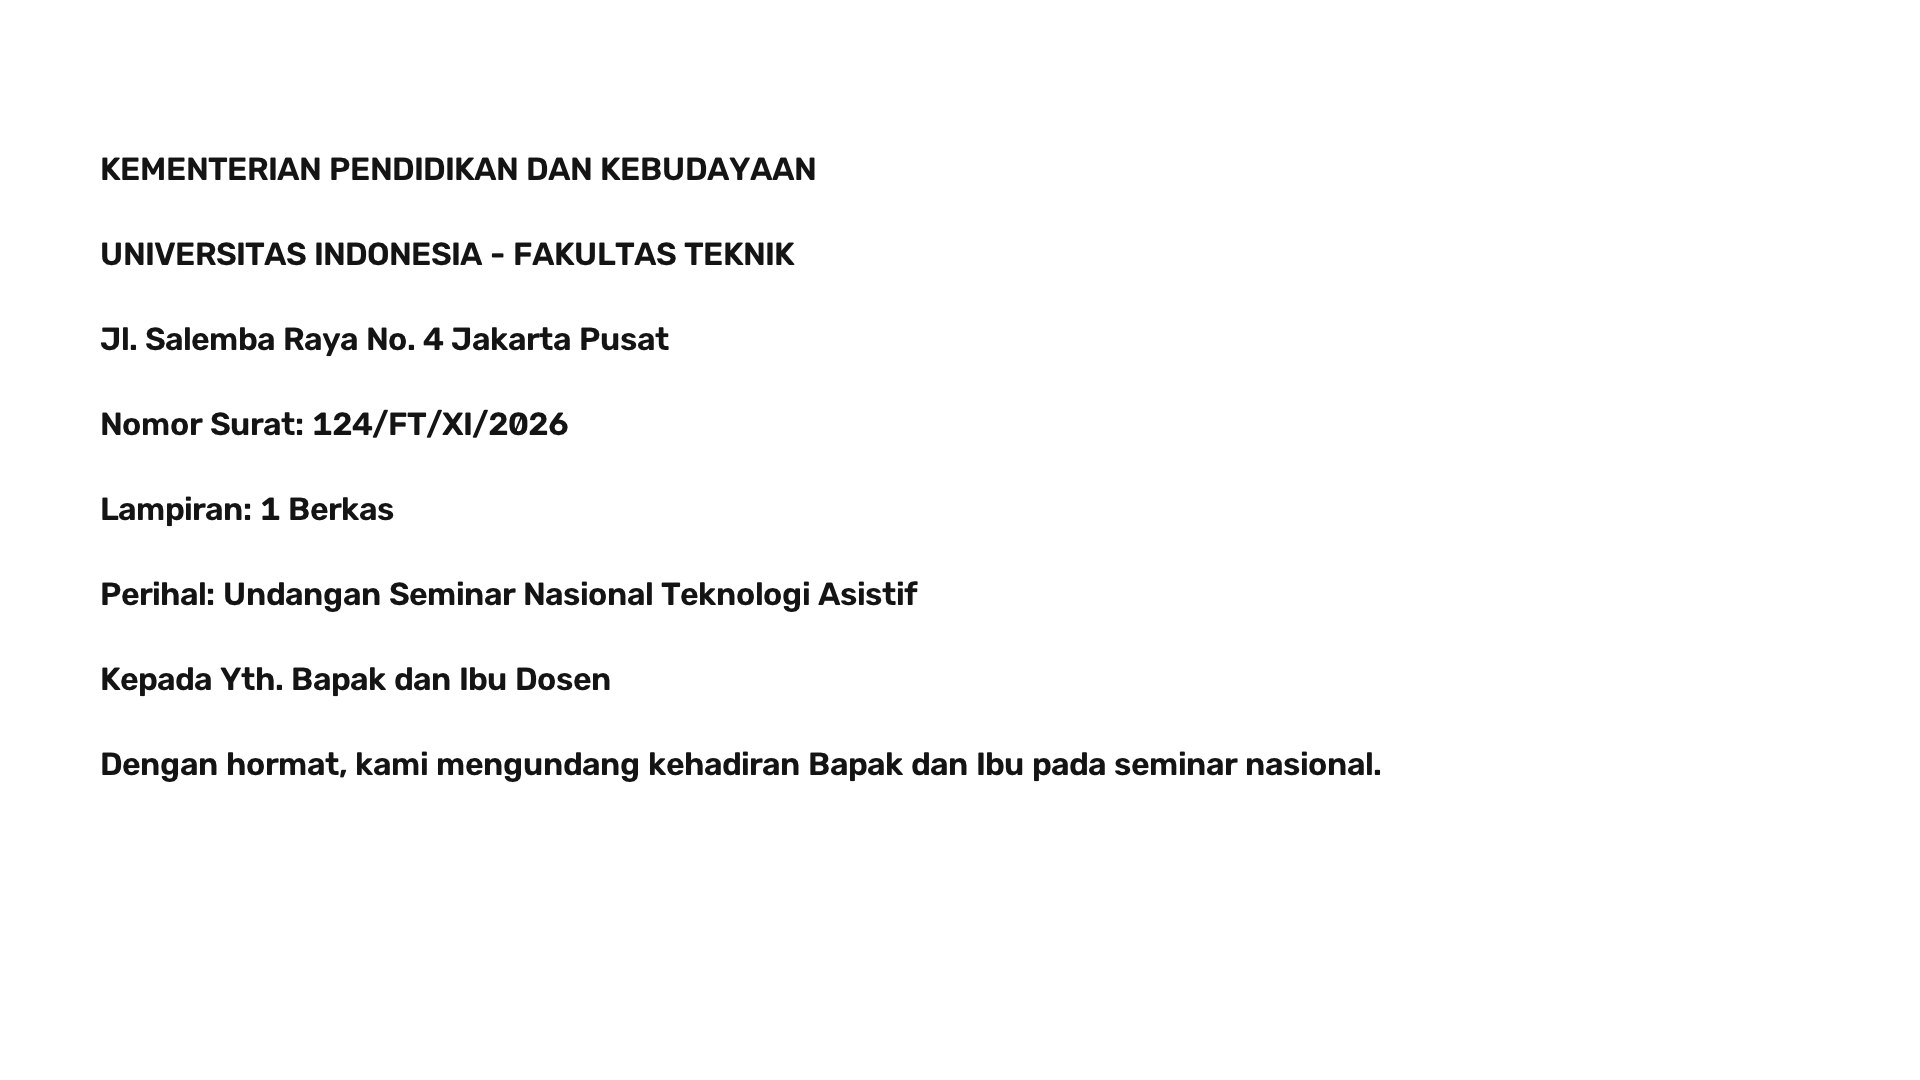 KEMENTERIAN PENDIDIKAN DAN KEBUDAYAAN
UNIVERSITAS INDONESIA - FAKULTAS TEKNIK
Jl. Salemba Raya No. 4 Jakarta Pusat
Nomor Surat: 124/FT/XI/2026
Lampiran: 1 Berkas
Perihal: Undangan Seminar Nasional Teknologi Asistif
Kepada Yth. Bapak dan Ibu Dosen
Dengan hormat, kami mengundang kehadiran Bapak dan Ibu pada seminar nasional.